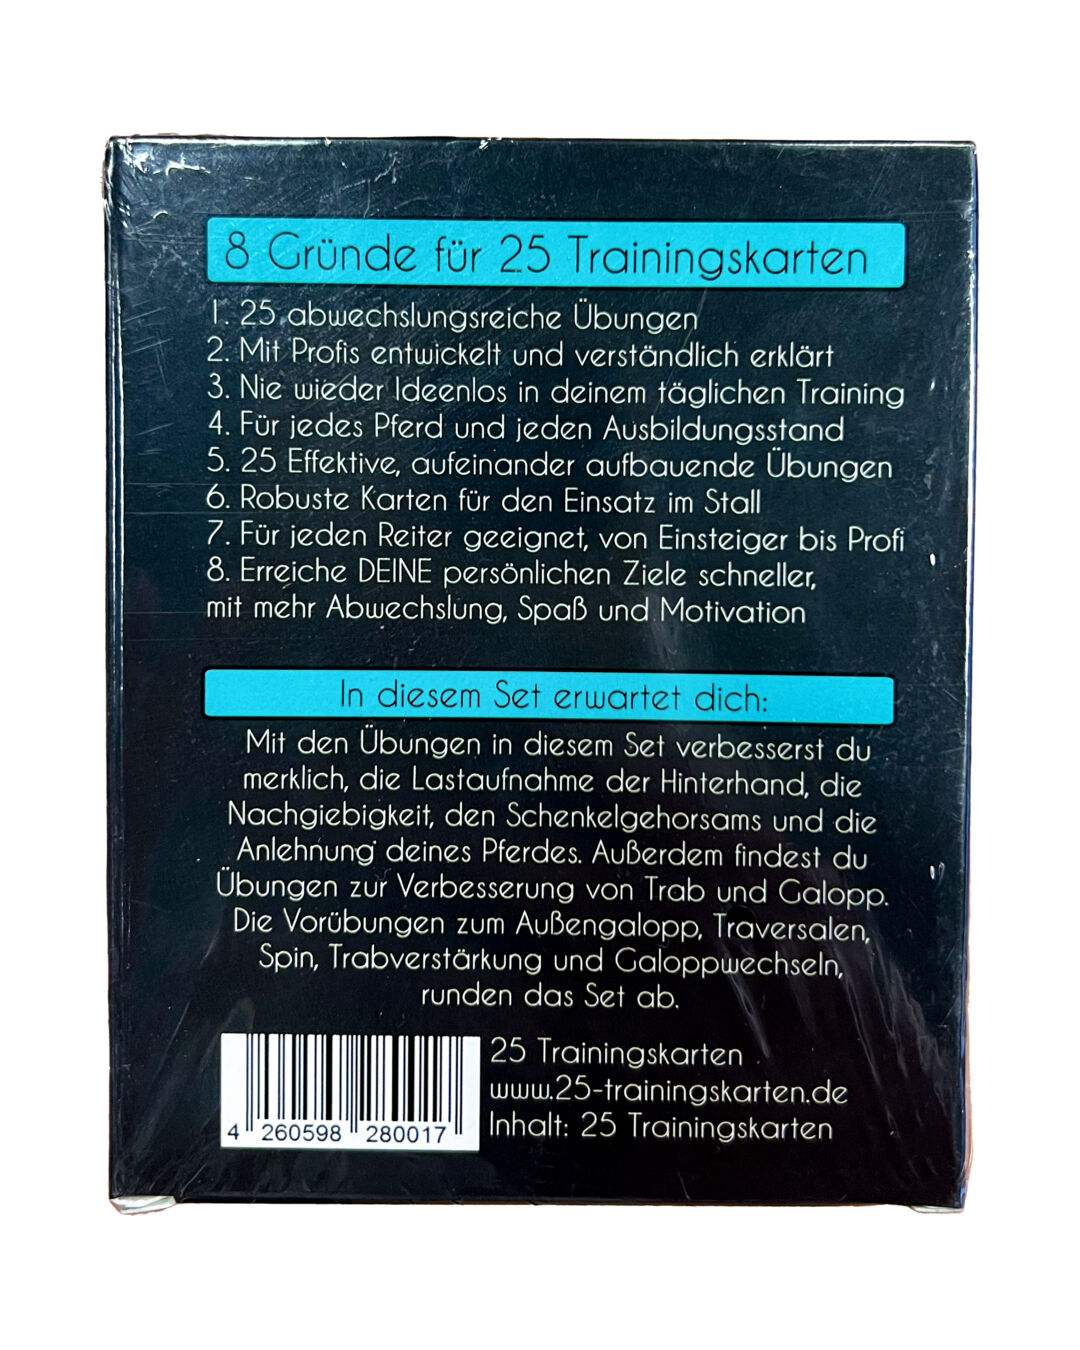 8 Gründe für 25 Trainingskarten
1. 25 abwechslungsreiche Übungen
2. Mit Profis entwickelt und verständlich erklärt
3. Nie wieder Ideenlos in deinem täglichen Training
4. Für jedes Pferd und jeden Ausbildungsstand
5. 25 Effektive, aufeinander aufbauende Übungen
6. Robuste Karten für den Einsatz im Stall
7. Für jeden Reiter geeignet, von Einsteiger bis Profi
8. Erreiche DEINE persönlichen Ziele schneller,
mit mehr Abwechslung, Spaß und Motivation
In diesem Set erwartet dich:
Mit den Übungen in diesem Set verbesserst du
merklich, die Lastaufnahme der Hinterhand, die
Nachgiebigkeit, den Schenkelgehorsams und die
Anlehnung deines Pferdes. Außerdem findest du
Übungen zur Verbesserung von Trab und Galopp.
Die Vorübungen zum Außengalopp, Traversalen,
Spin, Trabverstärkung und Galoppwechseln,
runden das Set ab.
25 Trainingskarten
www.25-trainingskarten.de
Inhalt: 25 Trainingskarten
4 260598 280017